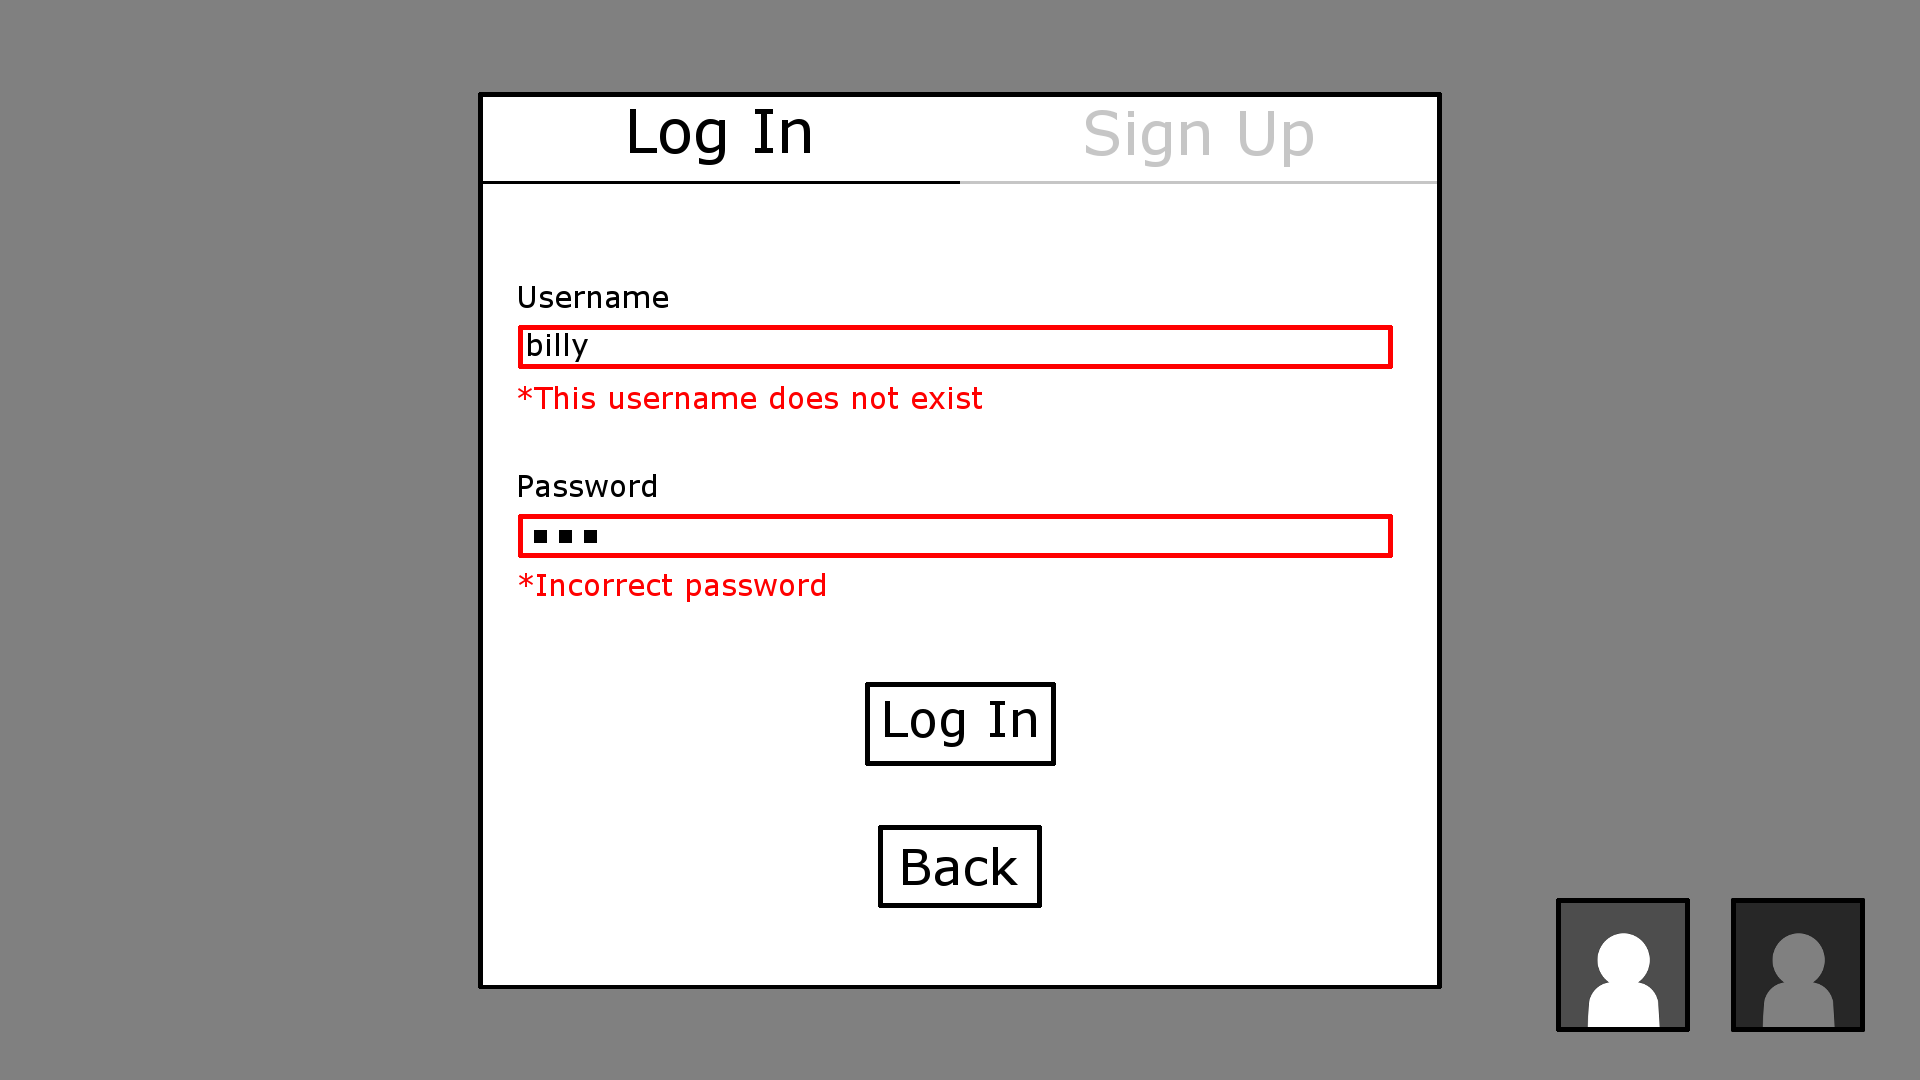 Log In
Sign Up
Username
billy
*This username does not exist
Password
*Incorrect password
Log In
Back